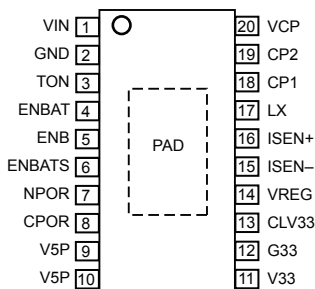 VIN 1
GND 2
TON 3
ENBAT 4
ENB 5
ENBATS 6
NPOR 7
CPOR 8
V5P 9
V5P 10
PAD
20 VCP
19 CP2
18 CP1
17 LX
16 ISEN+
15 ISEN–
14 VREG
13 CLV33
12 G33
11 V33